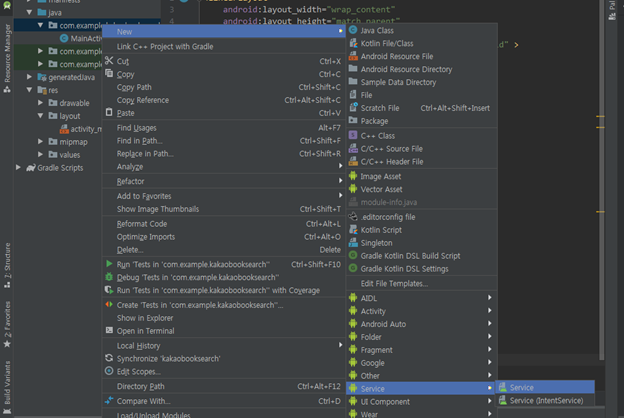 manifests
java
com.example
MainActiv
com.example
com.example
generatedJava
res
drawable
layout
activity_m
mipmap
values
Gradle Scripts
Resource Manager
Z: Structure
2: Favorites
Build Variants
New
Link C++ Project with Gradle
Cut Ctrl+X
Copy Ctrl+C
Copy Path Ctrl+Shift+C
Copy Reference Ctrl+Alt+Shift+C
Paste Ctrl+V
Find Usages Alt+F7
Find in Path... Ctrl+Shift+F
Replace in Path... Ctrl+Shift+R
Analyze
Refactor
Add to Favorites
Show Image Thumbnails Ctrl+Shift+T
Reformat Code Ctrl+Alt+L
Optimize Imports Ctrl+Alt+O
Delete... Delete
Run 'Tests in 'com.example.kakaobooksearch'' Ctrl+Shift+F10
Debug 'Tests in 'com.example.kakaobooksearch''
Run 'Tests in 'com.example.kakaobooksearch'' with Coverage
Create 'Tests in 'com.example.kakaobooksearch''...
Show in Explorer
Open in Terminal
Local History
Synchronize 'kakaobooksearch'
Edit Scopes...
Directory Path Ctrl+Alt+F12
Compare With... Ctrl+D
Load/Unload Modules
4
android:layout_width="wrap_content"
android:layout_height="match_parent"
d" >
Java Class
Kotlin File/Class
Android Resource File
Android Resource Directory
Sample Data Directory
File
Scratch File Ctrl+Alt+Shift+Insert
Package
C++ Class
C/C++ Source File
C/C++ Header File
Image Asset
Vector Asset
module-info.java
.editorconfig file
Kotlin Script
Singleton
Gradle Kotlin DSL Build Script
Gradle Kotlin DSL Settings
Edit File Templates...
AIDL
Activity
Android Auto
Folder
Fragment
Google
Other
Service
UI Component
Wear
Service
Service (IntentService)
Pal